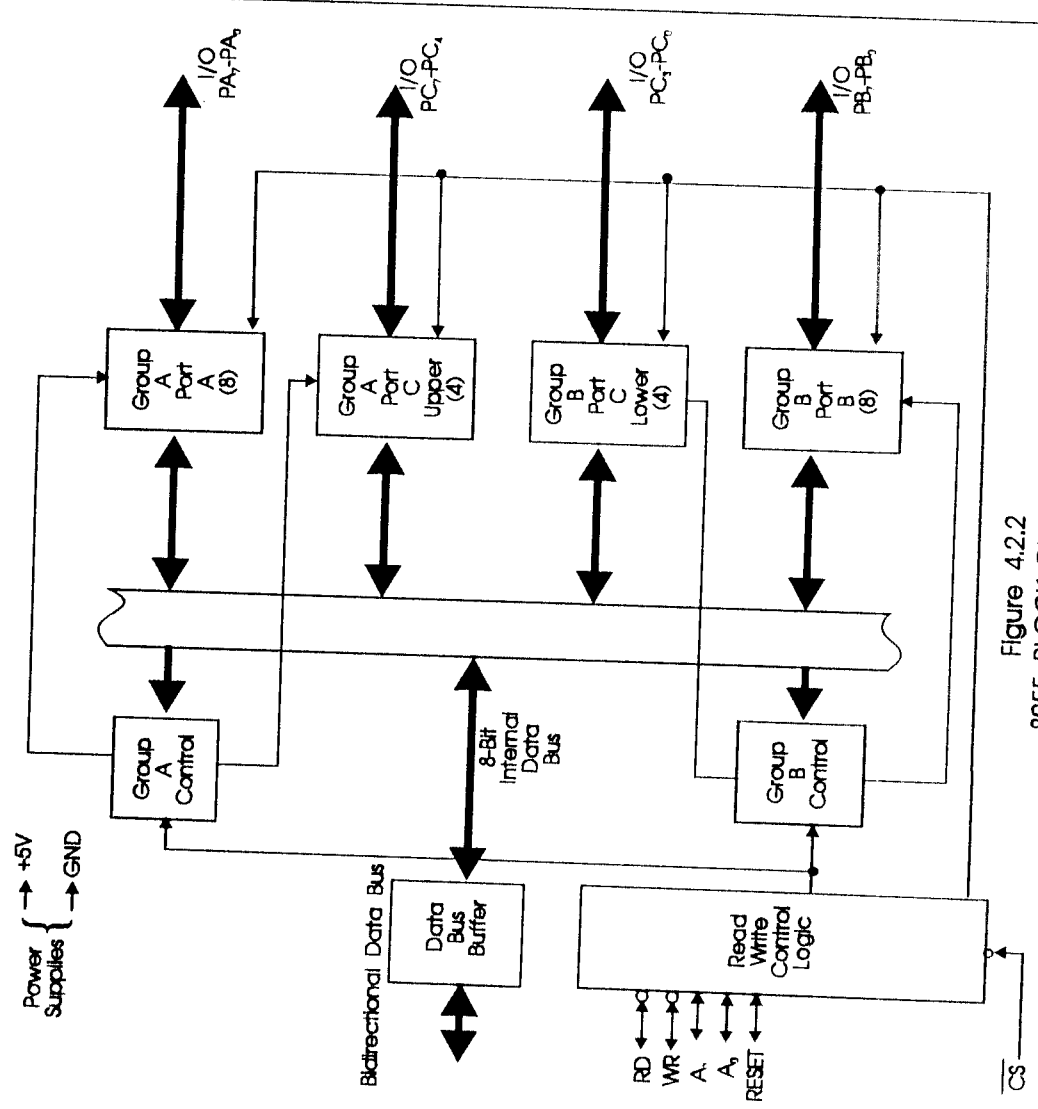 Power
Supplies
+5V
GND
Group
A
Control
Group
A
Port
A
(8)
I/O
PA₇-PA₀
Group
A
Port
C
Upper
(4)
I/O
PC₇-PC₄
Bidirectional Data Bus
Data
Bus
Buffer
8-Bit
Internal
Data
Bus
Group
B
Port
C
Lower
(4)
I/O
PC₃-PC₀
RD
WR
A₁
A₀
RESET
CS
Read
Write
Control
Logic
Group
B
Control
Group
B
Port
B
(8)
I/O
PB₇-PB₀
Figure 4.2.2